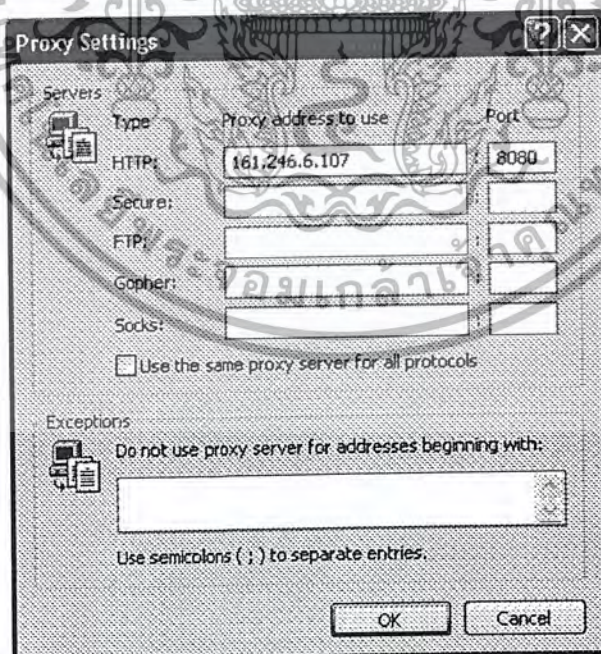 Proxy Settings
Servers
Type Proxy address to use Port
HTTP: 161.246.6.107 : 8080
Secure: :
FTP: :
Gopher: :
Socks: :
Use the same proxy server for all protocols
Exceptions
Do not use proxy server for addresses beginning with:
Use semicolons ( ; ) to separate entries.
OK Cancel